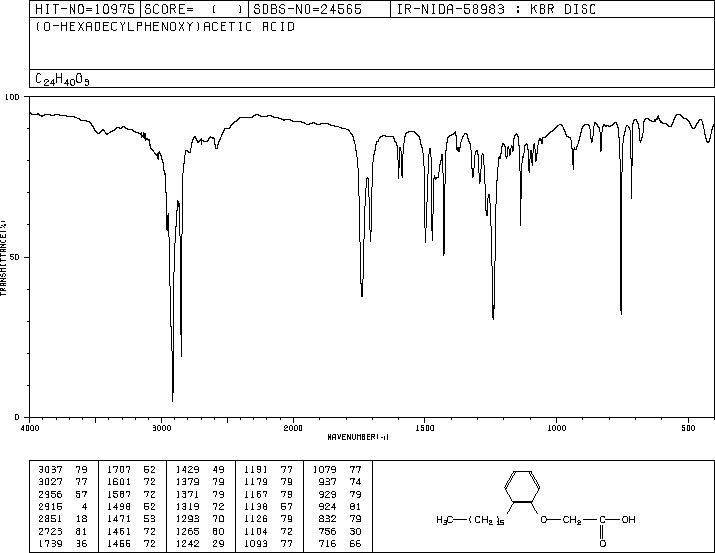 HIT-NO=10975 SCORE= ( ) SDBS-NO=24565 IR-NIDA-58983 : KBR DISC
(O-HEXADECYLPHENOXY)ACETIC ACID
C24H40O3
100
50
0
TRANSMITTANCE(%)
4000 3000 2000 1500 1000 500
WAVENUMBER(-1)
3037 79 1707 52 1429 49 1191 77 1079 77
3027 77 1601 72 1379 79 1179 79 937 74
2956 57 1587 72 1371 79 1167 79 929 79
2916 4 1498 52 1319 72 1138 57 924 81
2851 18 1471 53 1293 70 1126 79 832 79
2723 81 1461 72 1265 60 1104 72 756 30
1739 36 1456 72 1242 29 1093 77 716 66
H3C (CH2)15 O CH2 C OH
O